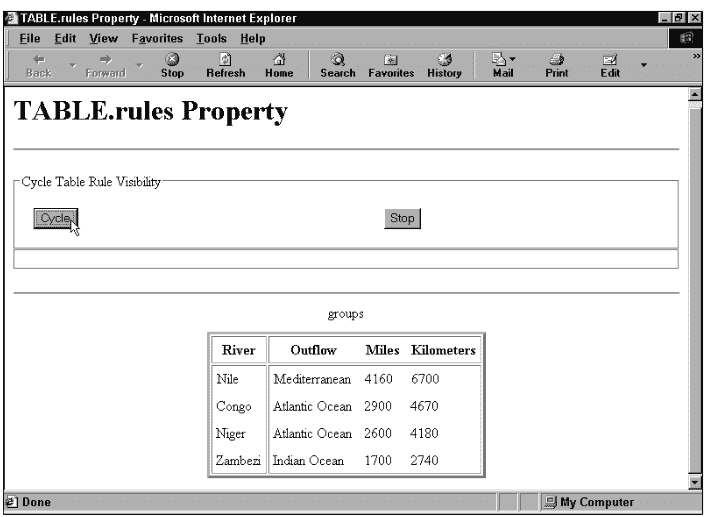 TABLE.rules Property - Microsoft Internet Explorer
File Edit View Favorites Tools Help
Back Forward Stop Refresh Home Search Favorites History Mail Print Edit »
TABLE.rules Property
Cycle Table Rule Visibility
Cycle Stop
groups
River Outflow Miles Kilometers
Nile Mediterranean 4160 6700
Congo Atlantic Ocean 2900 4670
Niger Atlantic Ocean 2600 4180
Zambezi Indian Ocean 1700 2740
Done My Computer